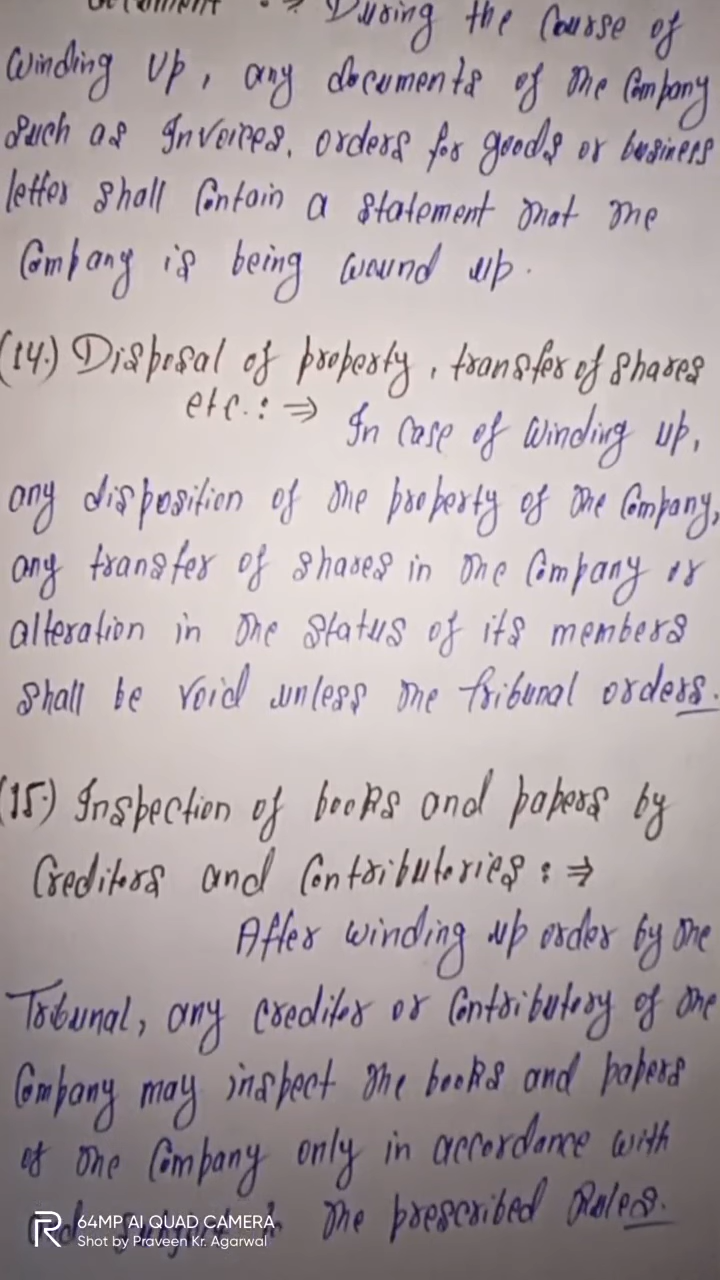 During the Course of
Winding Up, any documents of the Company
Such as Invoices, orders for goods or business
letter shall Contain a statement that the
Company is being wound up.
(14.) Disposal of property, transfer of shares
etc.: ⇒ In Case of Winding up,
any disposition of the property of the Company,
any transfer of shares in the Company or
alteration in the status of its members
shall be void unless the Tribunal orders.
(15.) Inspection of books and papers by
Creditors and Contributories : ⇒
After winding up order by the
Tribunal, any creditor or Contributory of the
Company may inspect the books and papers
of the Company only in accordance with
the prescribed Rules.
64MP AI QUAD CAMERA
Shot by Praveen Kr. Agarwal